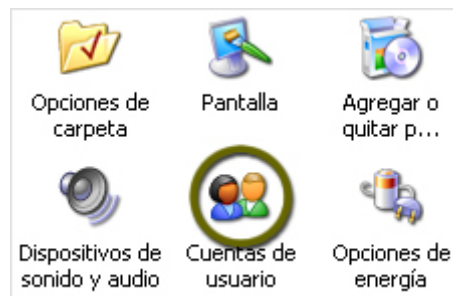 Opciones de
carpeta
Pantalla
Agregar o
quitar p...
Dispositivos de
sonido y audio
Cuentas de
usuario
Opciones de
energía